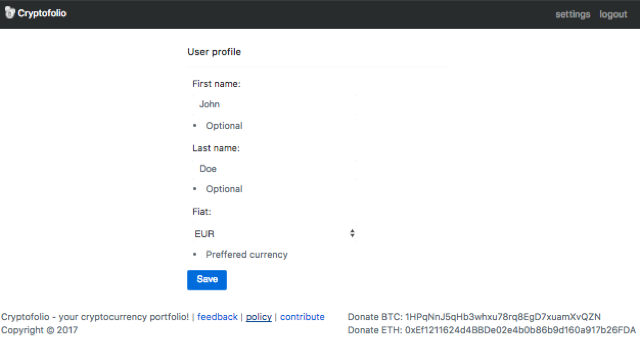 Cryptofolio settings logout
User profile
First name:
John
• Optional
Last name:
Doe
• Optional
Fiat:
EUR
• Preffered currency
Save
Cryptofolio - your cryptocurrency portfolio! | feedback | policy | contribute
Copyright © 2017
Donate BTC: 1HPqNnJ5qHb3whxu78rq8EgD7xuamXvQZN
Donate ETH: 0xEf1211624d4BBDe02e4b0b86b9d160a917b26FDA